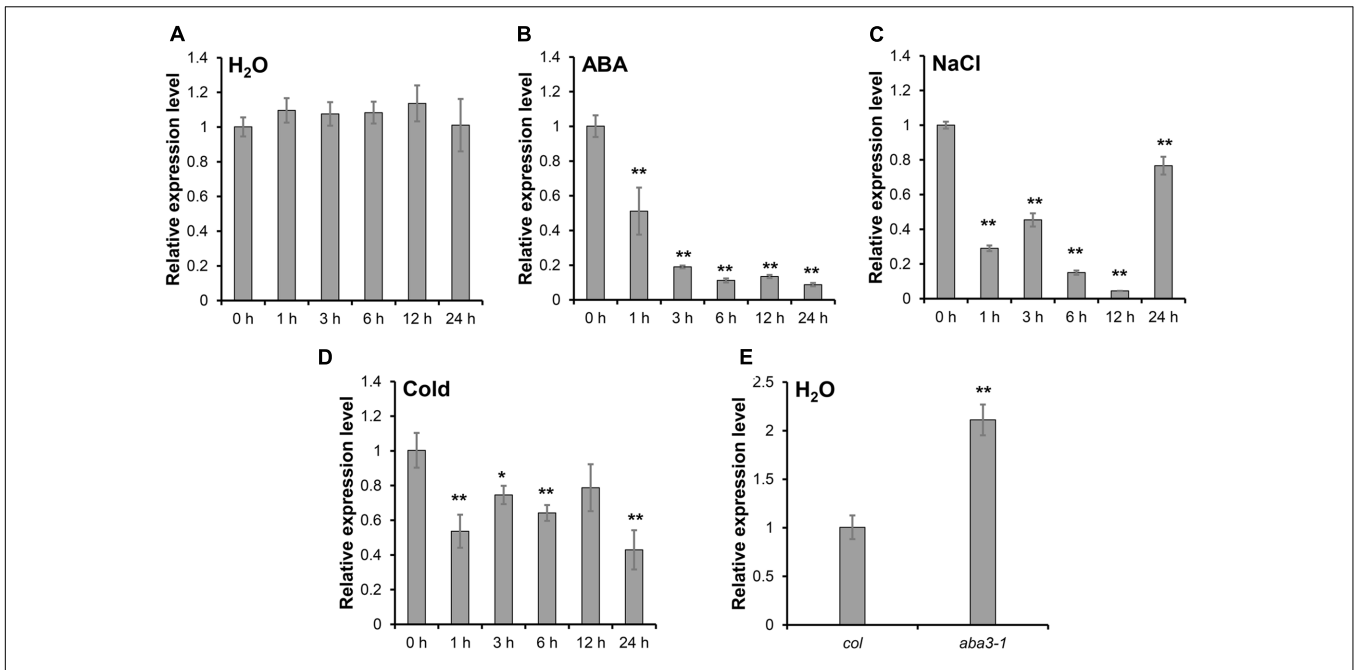 A
H₂O
Relative expression level
1.4
1.2
1
0.8
0.6
0.4
0.2
0
0 h 1 h 3 h 6 h 12 h 24 h
B
ABA
Relative expression level
1.4
1.2
1
0.8
0.6
0.4
0.2
0
**
**
**
**
**
0 h 1 h 3 h 6 h 12 h 24 h
C
NaCl
Relative expression level
1.4
1.2
1
0.8
0.6
0.4
0.2
0
**
**
**
**
**
0 h 1 h 3 h 6 h 12 h 24 h
D
Cold
Relative expression level
1.4
1.2
1
0.8
0.6
0.4
0.2
0
**
*
**
**
0 h 1 h 3 h 6 h 12 h 24 h
E
H₂O
Relative expression level
2.5
2
1.5
1
0.5
0
**
col aba3-1